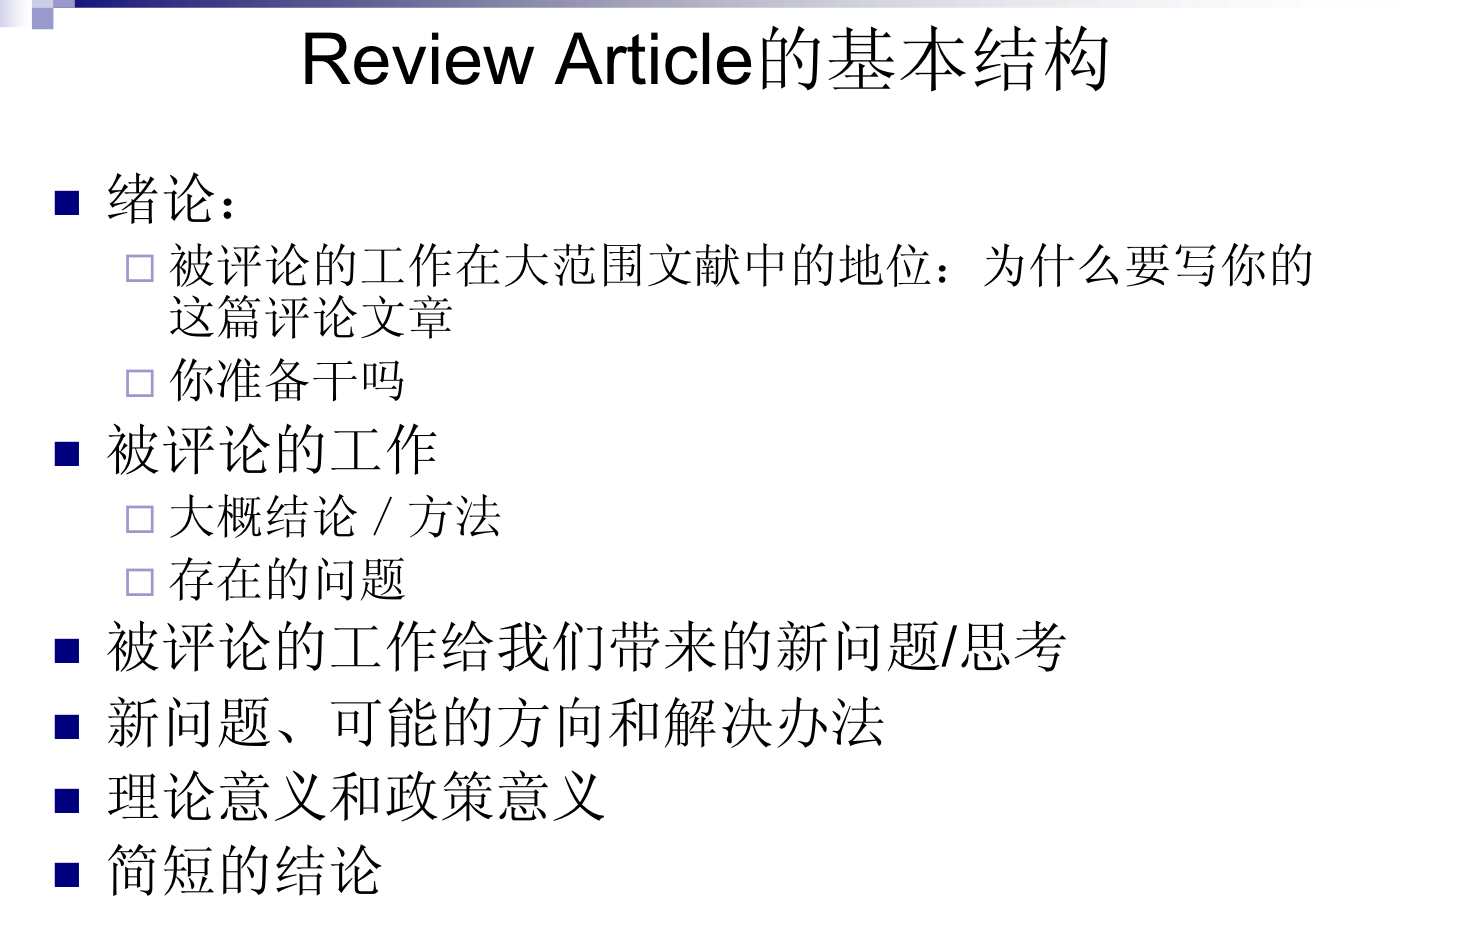 Review Article的基本结构
绪论：
被评论的工作在大范围文献中的地位：为什么要写你的
这篇评论文章
你准备干吗
被评论的工作
大概结论／方法
存在的问题
被评论的工作给我们带来的新问题/思考
新问题、可能的方向和解决办法
理论意义和政策意义
简短的结论